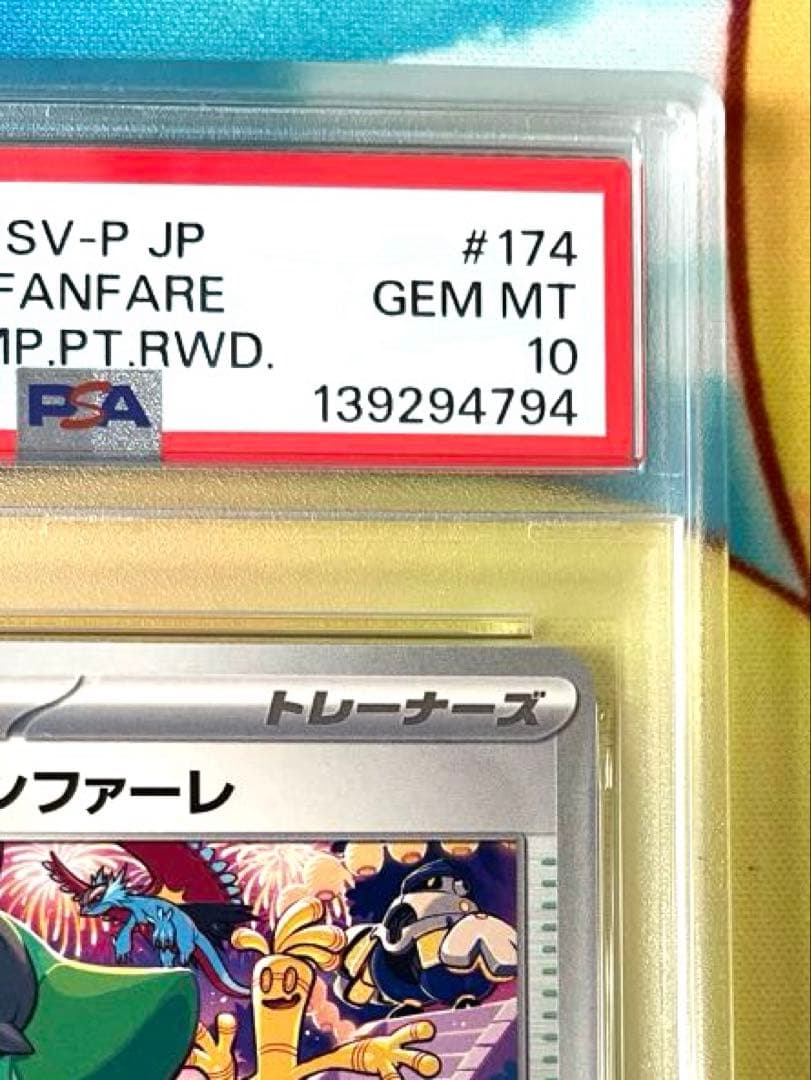 SV-P JP #174
FANFARE GEM MT
MP.PT.RWD. 10
PSA 139294794
トレーナーズ
ンファーレ